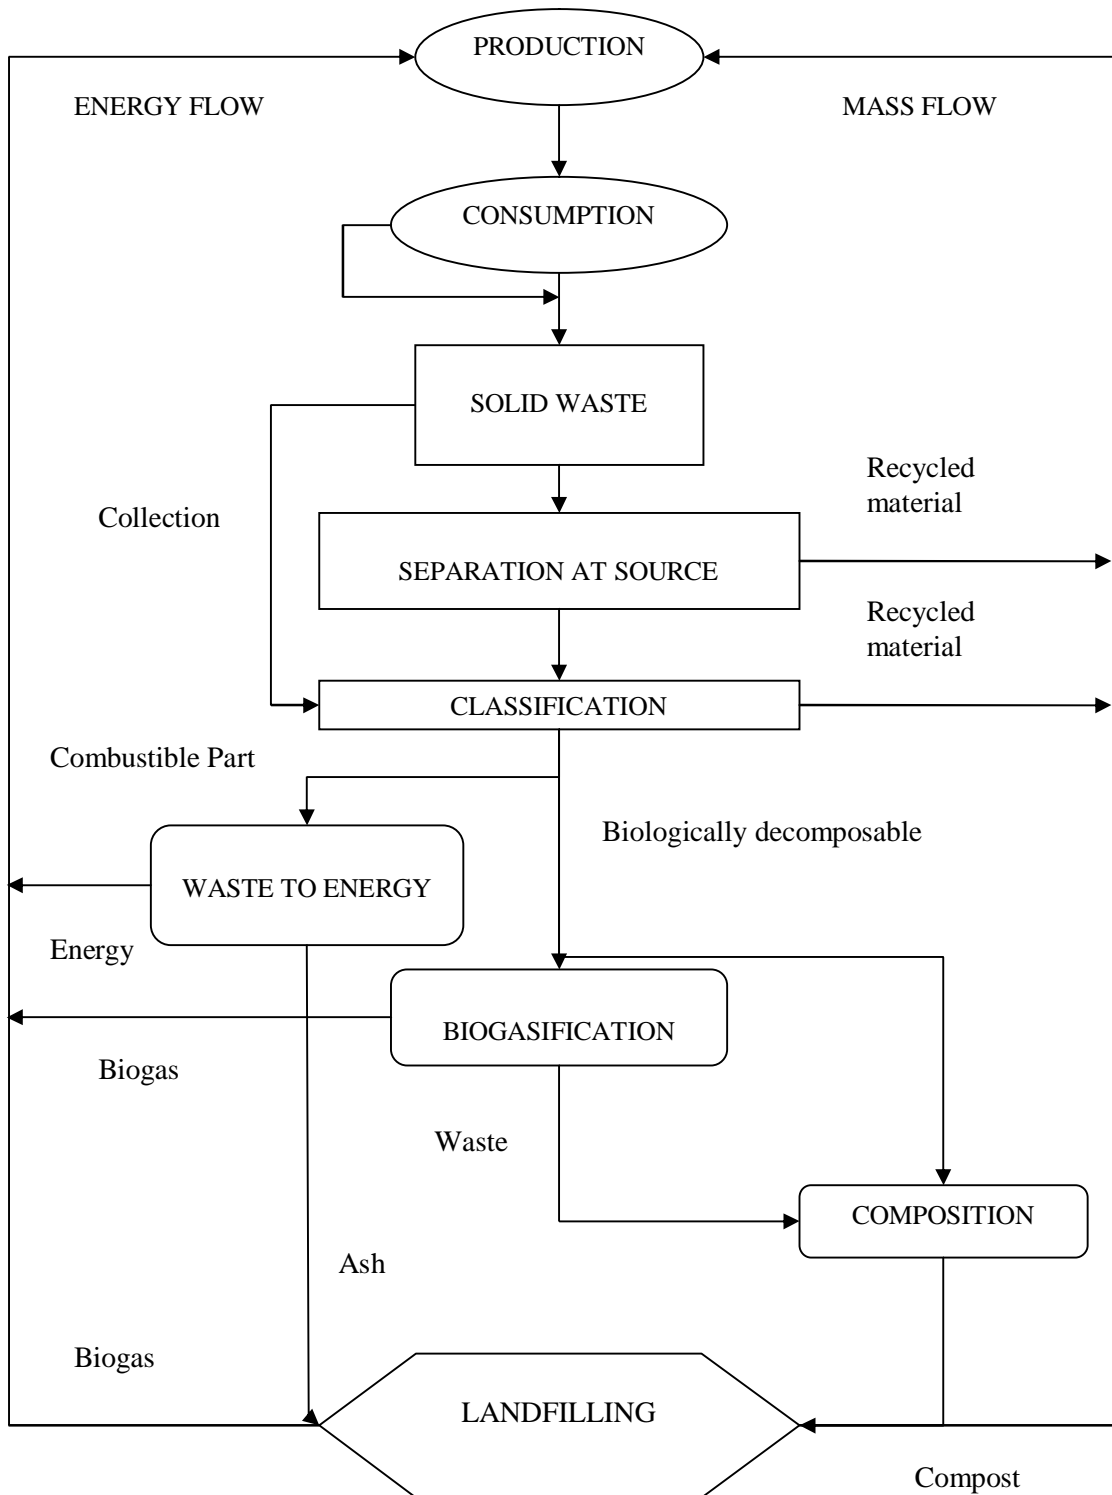 PRODUCTION
ENERGY FLOW
MASS FLOW
CONSUMPTION
SOLID WASTE
Recycled
material
Collection
SEPARATION AT SOURCE
Recycled
material
CLASSIFICATION
Combustible Part
Biologically decomposable
WASTE TO ENERGY
Energy
BIOGASIFICATION
Biogas
Waste
COMPOSITION
Ash
Biogas
LANDFILLING
Compost